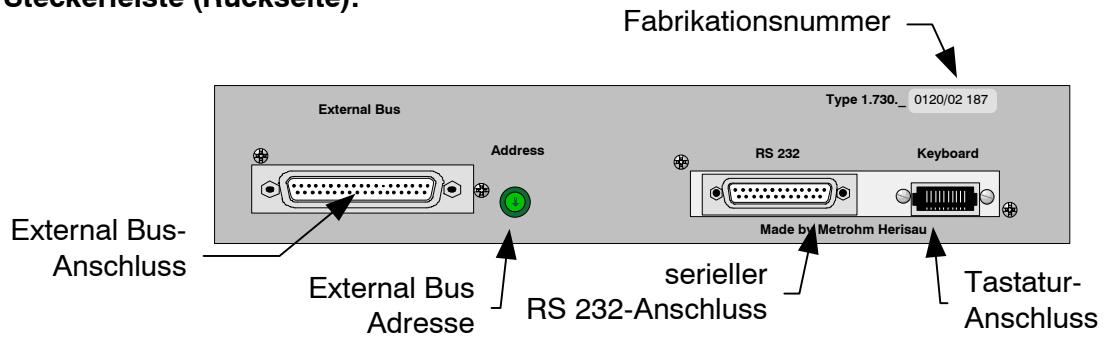 Steckerleiste (Rückseite):
Fabrikationsnummer
Type 1.730._ 0120/02 187
External Bus
Address
RS 232
Keyboard
Made by Metrohm Herisau
External Bus-
Anschluss
External Bus
Adresse
serieller
RS 232-Anschluss
Tastatur-
Anschluss